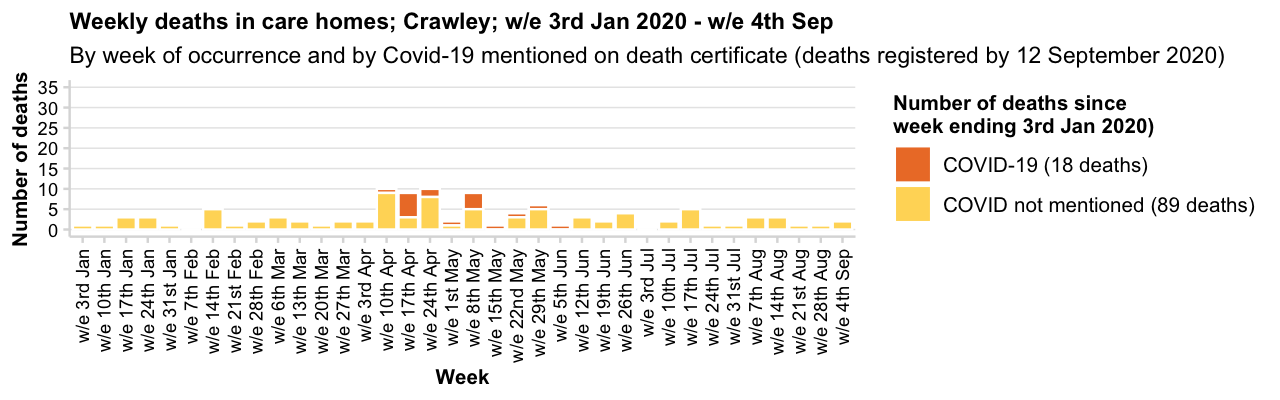 Weekly deaths in care homes; Crawley; w/e 3rd Jan 2020 - w/e 4th Sep
By week of occurrence and by Covid-19 mentioned on death certificate (deaths registered by 12 September 2020)
Number of deaths
35
30
25
20
15
10
5
0
w/e 3rd Jan
w/e 10th Jan
w/e 17th Jan
w/e 24th Jan
w/e 31st Jan
w/e 7th Feb
w/e 14th Feb
w/e 21st Feb
w/e 28th Feb
w/e 6th Mar
w/e 13th Mar
w/e 20th Mar
w/e 27th Mar
w/e 3rd Apr
w/e 10th Apr
w/e 17th Apr
w/e 24th Apr
w/e 1st May
w/e 8th May
w/e 15th May
w/e 22nd May
w/e 29th May
w/e 5th Jun
w/e 12th Jun
w/e 19th Jun
w/e 26th Jun
w/e 3rd Jul
w/e 10th Jul
w/e 17th Jul
w/e 24th Jul
w/e 31st Jul
w/e 7th Aug
w/e 14th Aug
w/e 21st Aug
w/e 28th Aug
w/e 4th Sep
Week
Number of deaths since
week ending 3rd Jan 2020)
COVID-19 (18 deaths)
COVID not mentioned (89 deaths)